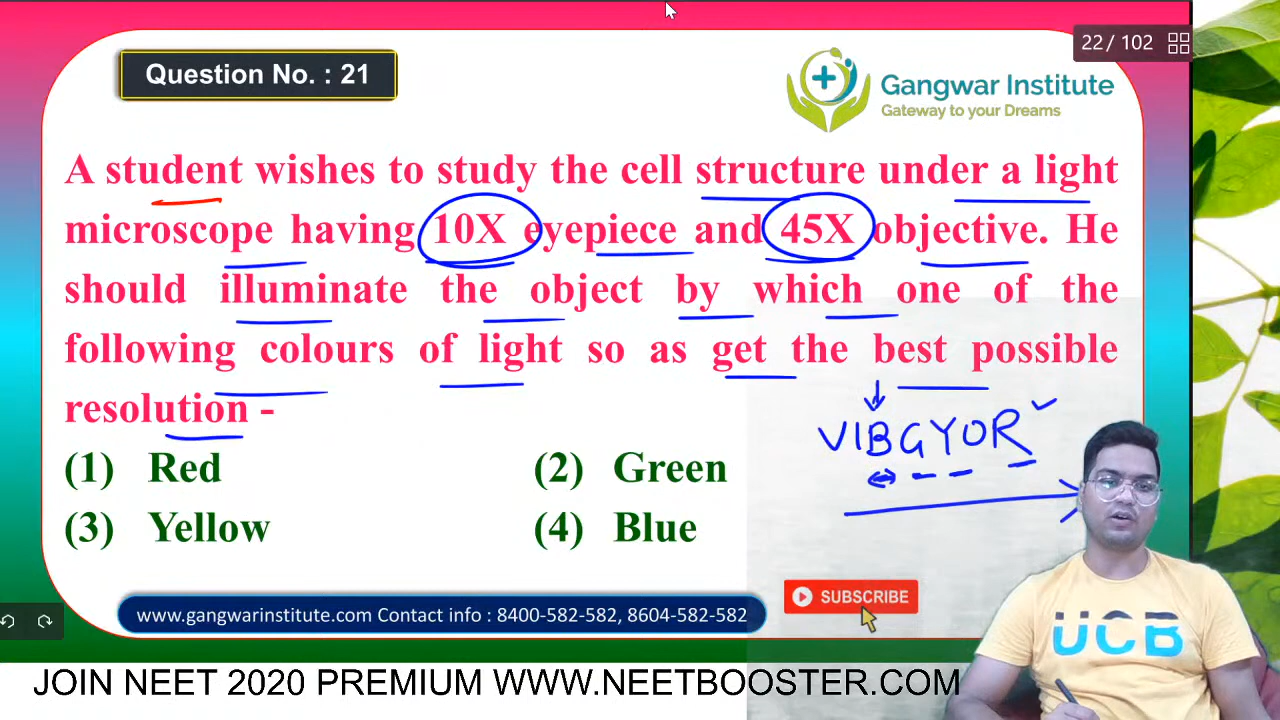 22 / 102
Question No. : 21
Gangwar Institute
Gateway to your Dreams
A student wishes to study the cell structure under a light
microscope having 10X eyepiece and 45X objective. He
should illuminate the object by which one of the
following colours of light so as get the best possible
resolution -
VIBGYOR
(1) Red
(2) Green
(3) Yellow
(4) Blue
SUBSCRIBE
www.gangwarinstitute.com Contact info : 8400-582-582, 8604-582-582
UCB
JOIN NEET 2020 PREMIUM WWW.NEETBOOSTER.COM